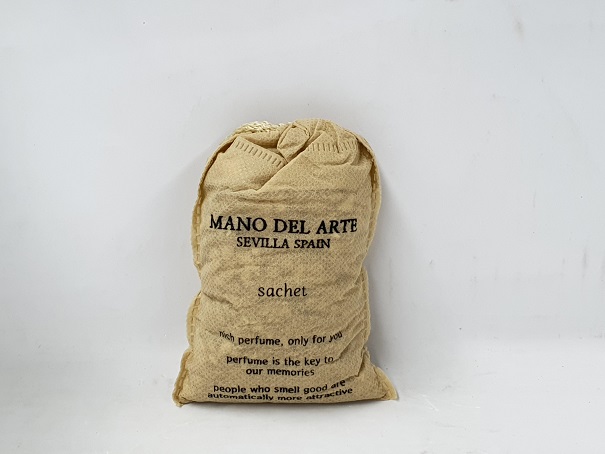 MANO DEL ARTE
SEVILLA SPAIN
sachet
perfume, only for you
perfume is the key to
our memories
people who smell good are
automatically more attractive